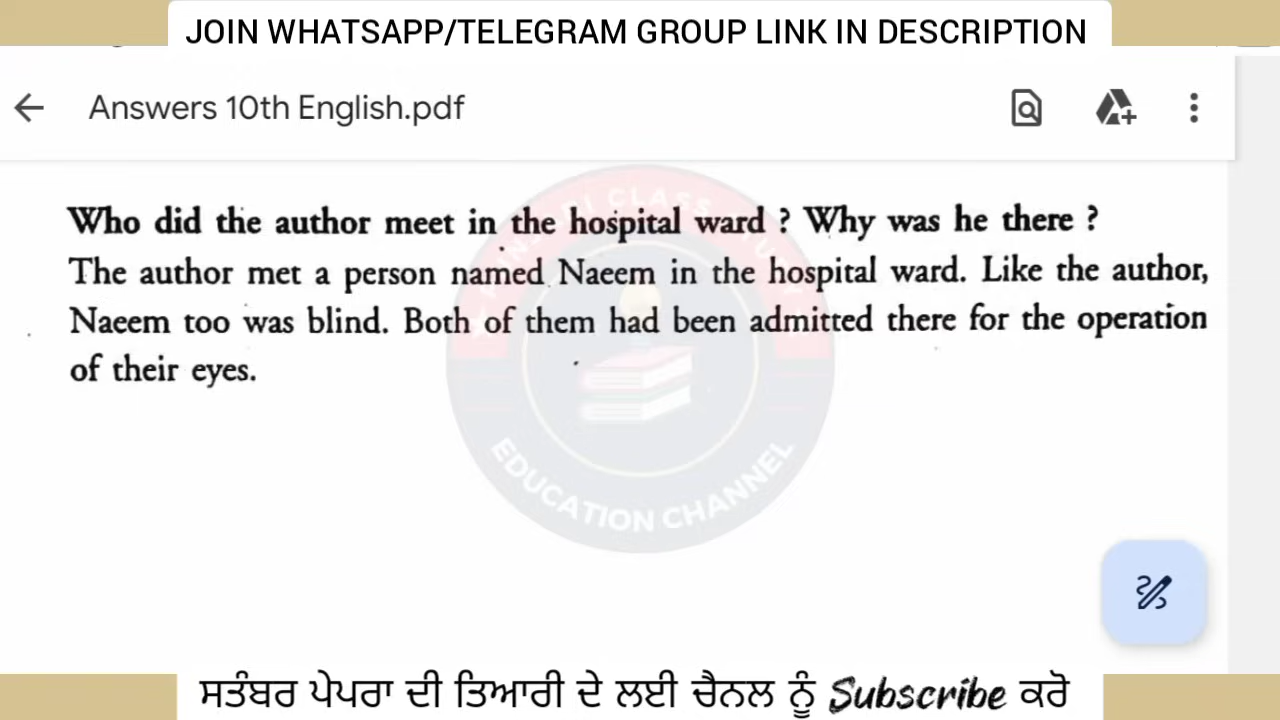 JOIN WHATSAPP/TELEGRAM GROUP LINK IN DESCRIPTION
Answers 10th English.pdf
Who did the author meet in the hospital ward ? Why was he there ?
The author met a person named Naeem in the hospital ward. Like the author,
Naeem too was blind. Both of them had been admitted there for the operation
of their eyes.
EDUCATION CHANNEL
ਸਤੰਬਰ ਪੇਪਰਾ ਦੀ ਤਿਆਰੀ ਦੇ ਲਈ ਚੈਨਲ ਨੂੰ Subscribe ਕਰੋ